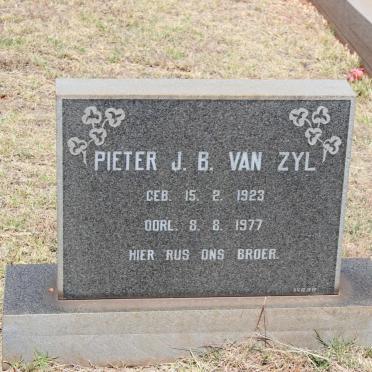 PIETER J. B. VAN ZYL
GEB. 15. 2. 1923
OORL. 8. 8. 1977
HIER RUS ONS BROER.